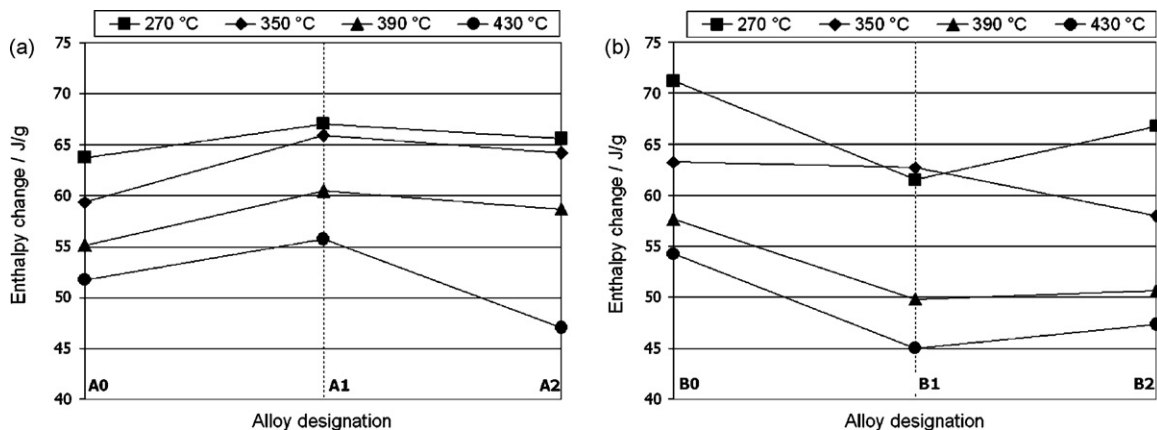 (a)
270 °C 350 °C 390 °C 430 °C
75
70
65
60
55
50
45
40
Enthalpy change / J/g
A0 A1 A2
Alloy designation
(b)
270 °C 350 °C 390 °C 430 °C
75
70
65
60
55
50
45
40
Enthalpy change / J/g
B0 B1 B2
Alloy designation